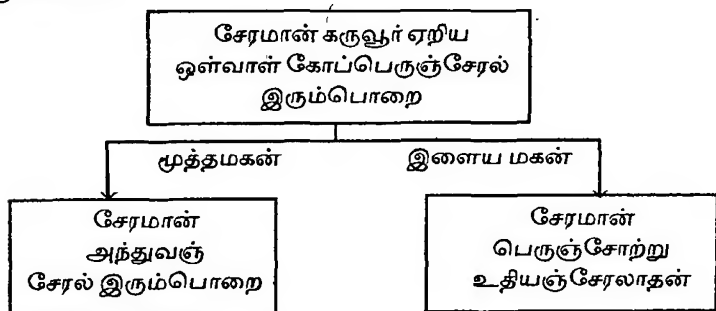 சேரமான் கருவூர் ஏறிய
ஒள்வாள் கோப்பெருஞ்சேரல்
இரும்பொறை
மூத்தமகன்
இளைய மகன்
சேரமான்
அந்துவஞ்
சேரல் இரும்பொறை
சேரமான்
பெருஞ்சோற்று
உதியஞ்சேரலாதன்